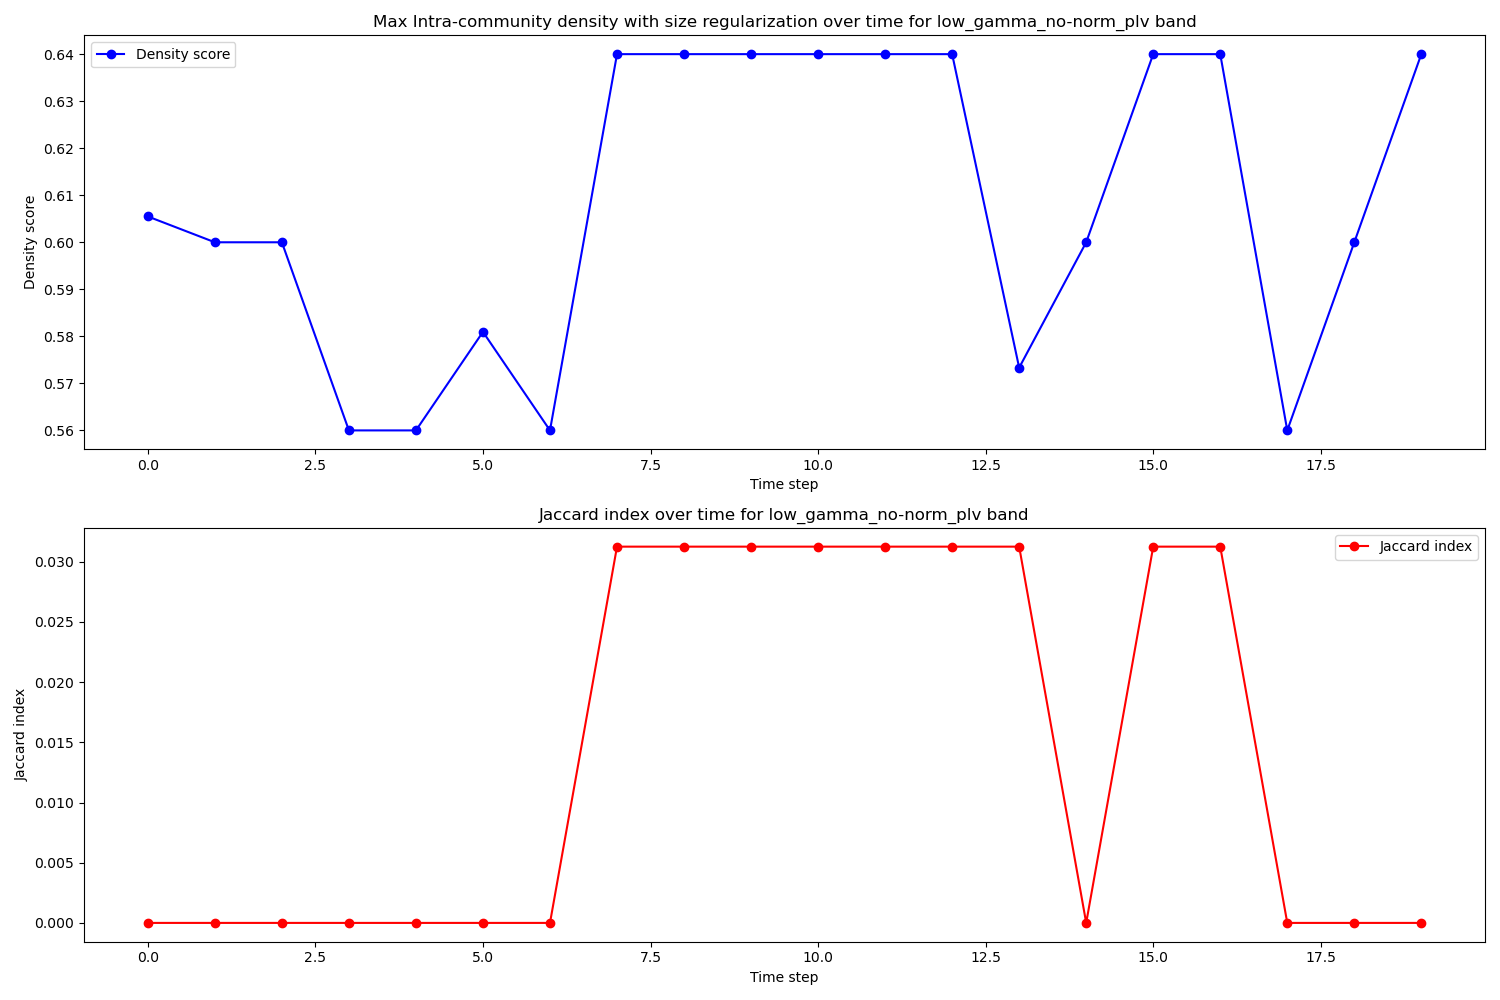 Max Intra-community density with size regularization over time for low_gamma_no-norm_plv band
Density score
0.64
0.63
0.62
0.61
0.60
0.59
0.58
0.57
0.56
Density score
0.0 2.5 5.0 7.5 10.0 12.5 15.0 17.5
Time step
Jaccard index over time for low_gamma_no-norm_plv band
Jaccard index
0.030
0.025
0.020
0.015
0.010
0.005
0.000
Jaccard index
0.0 2.5 5.0 7.5 10.0 12.5 15.0 17.5
Time step